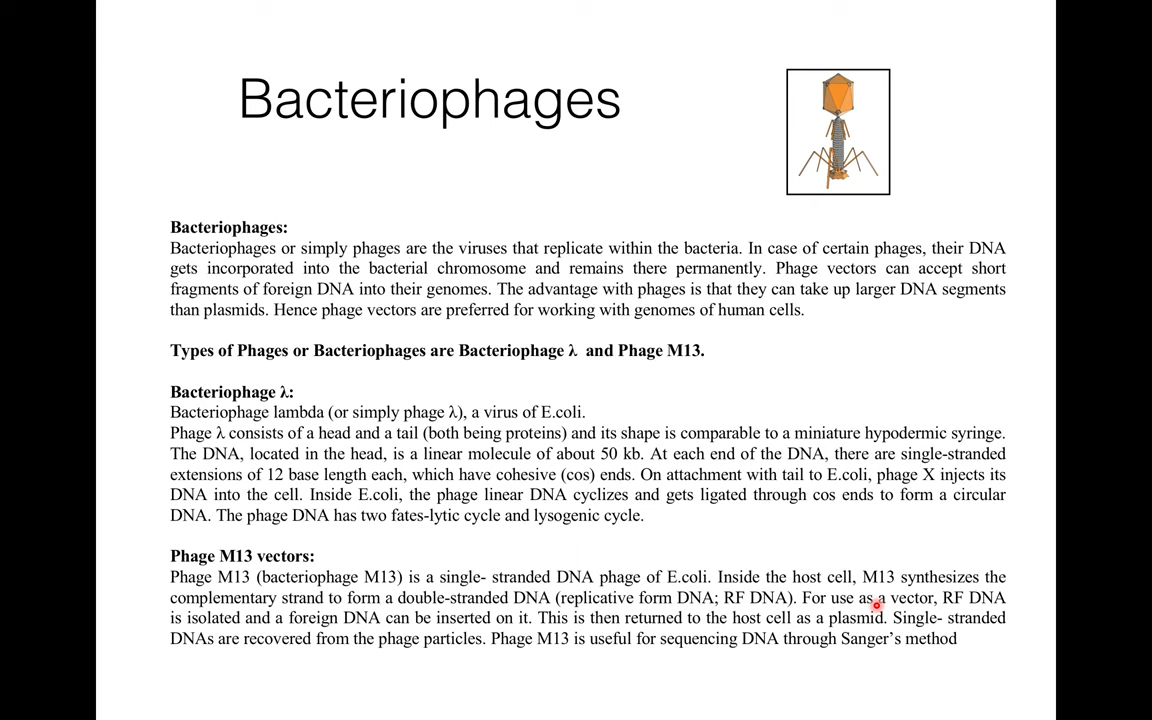 Bacteriophages
Bacteriophages:
Bacteriophages or simply phages are the viruses that replicate within the bacteria. In case of certain phages, their DNA
gets incorporated into the bacterial chromosome and remains there permanently. Phage vectors can accept short
fragments of foreign DNA into their genomes. The advantage with phages is that they can take up larger DNA segments
than plasmids. Hence phage vectors are preferred for working with genomes of human cells.
Types of Phages or Bacteriophages are Bacteriophage λ and Phage M13.
Bacteriophage λ:
Bacteriophage lambda (or simply phage λ), a virus of E.coli.
Phage λ consists of a head and a tail (both being proteins) and its shape is comparable to a miniature hypodermic syringe.
The DNA, located in the head, is a linear molecule of about 50 kb. At each end of the DNA, there are single-stranded
extensions of 12 base length each, which have cohesive (cos) ends. On attachment with tail to E.coli, phage X injects its
DNA into the cell. Inside E.coli, the phage linear DNA cyclizes and gets ligated through cos ends to form a circular
DNA. The phage DNA has two fates-lytic cycle and lysogenic cycle.
Phage M13 vectors:
Phage M13 (bacteriophage M13) is a single- stranded DNA phage of E.coli. Inside the host cell, M13 synthesizes the
complementary strand to form a double-stranded DNA (replicative form DNA; RF DNA). For use as a vector, RF DNA
is isolated and a foreign DNA can be inserted on it. This is then returned to the host cell as a plasmid. Single- stranded
DNAs are recovered from the phage particles. Phage M13 is useful for sequencing DNA through Sanger’s method